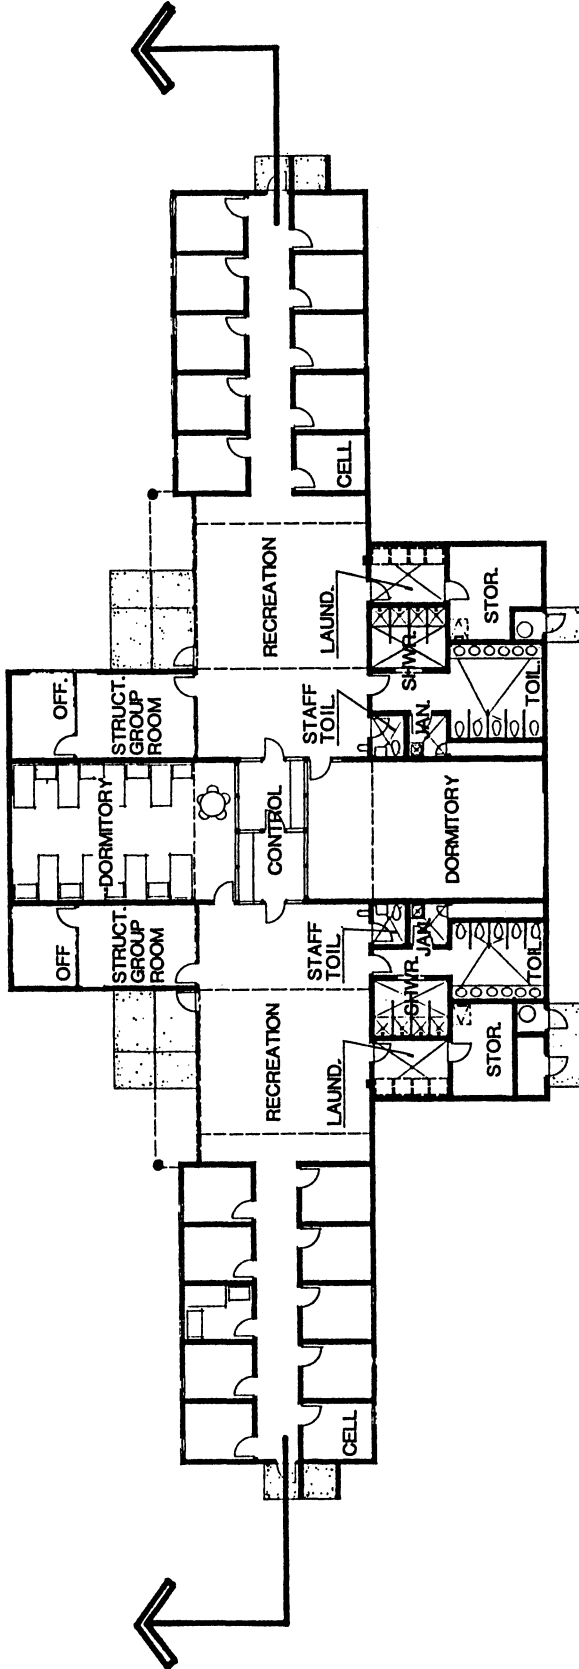 OFF
OFF.
DORMITORY
STRUCT.
GROUP
ROOM
STRUCT.
GROUP
ROOM
RECREATION
CONTROL
RECREATION
STAFF
TOIL.
STAFF
TOIL.
LAUND.
LAUND.
CELL
CELL
SHWR.
JAN.
JAN.
SHWR.
DORMITORY
STOR.
STOR.
TOIL.
TOIL.